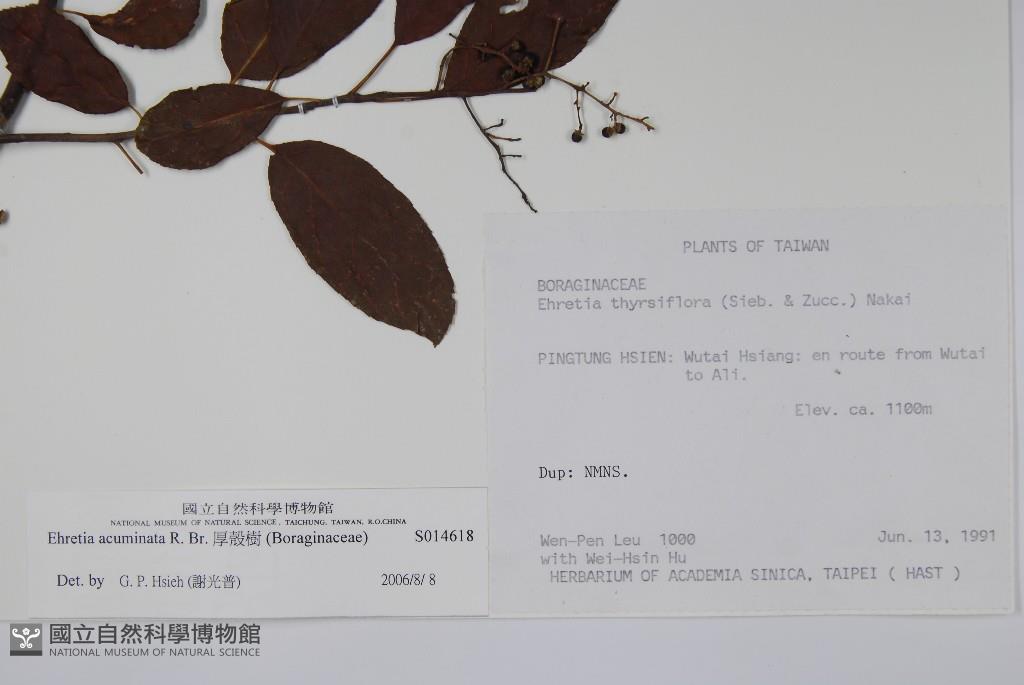 PLANTS OF TAIWAN
BORAGINACEAE
Ehretia thyrsiflora (Sieb. & Zucc.) Nakai
PINGTUNG HSIEN: Wutai Hsiang: en route from Wutai
to Ali.
Elev. ca. 1100m
Dup: NMNS.
Wen-Pen Leu 1000 Jun. 13, 1991
with Wei-Hsin Hu
HERBARIUM OF ACADEMIA SINICA, TAIPEI ( HAST )
國立自然科學博物館
NATIONAL MUSEUM OF NATURAL SCIENCE, TAICHUNG, TAIWAN, R.O.CHINA
Ehretia acuminata R. Br. 厚殼樹 (Boraginaceae) S014618
Det. by G. P. Hsieh (謝光普) 2006/8/ 8
國立自然科學博物館
NATIONAL MUSEUM OF NATURAL SCIENCE